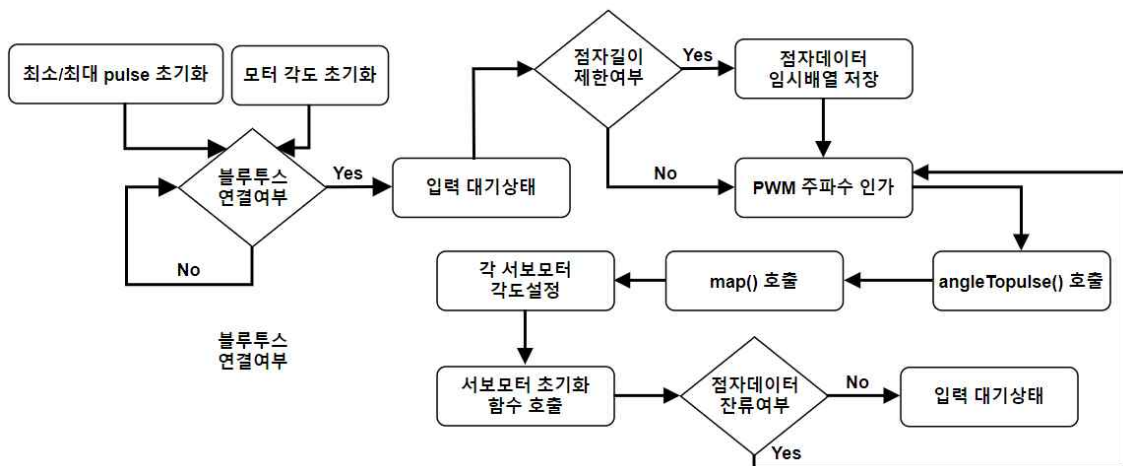 최소/최대 pulse 초기화
모터 각도 초기화
블루투스
연결여부
Yes
No
입력 대기상태
점자길이
제한여부
Yes
No
점자데이터
임시배열 저장
PWM 주파수 인가
angleTopulse() 호출
map() 호출
각 서보모터
각도설정
서보모터 초기화
함수 호출
점자데이터
잔류여부
No
Yes
입력 대기상태
블루투스
연결여부